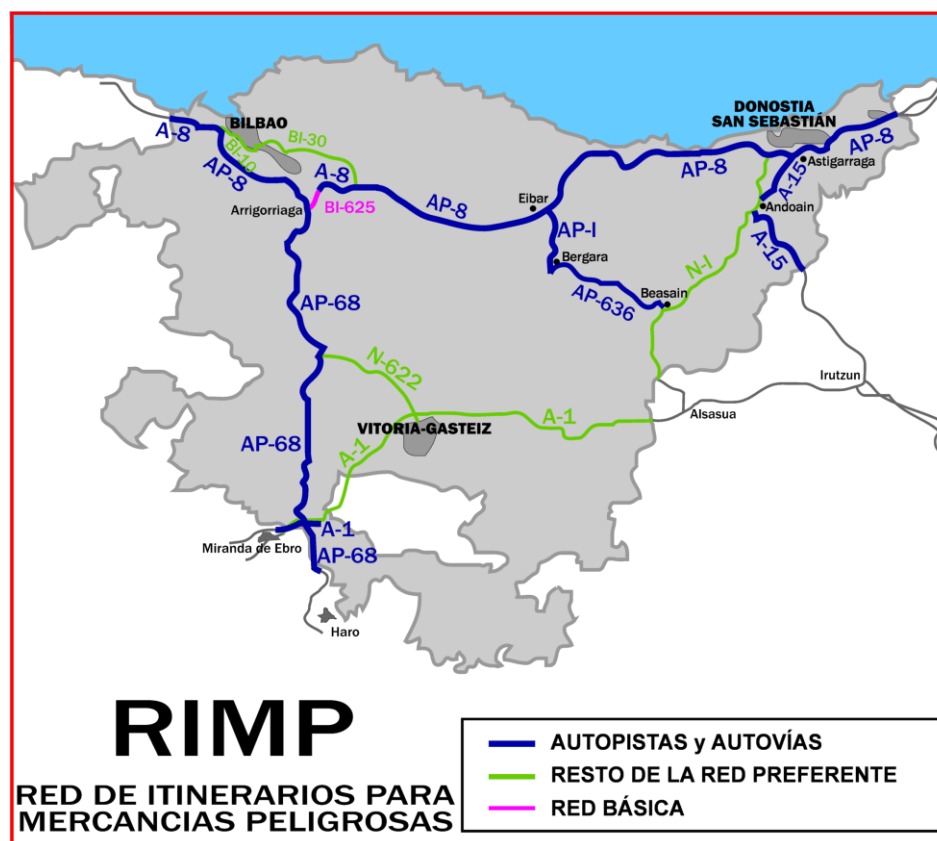 A-8
BILBAO
BI-30
BI-10
AP-8
A-8
BI-625
Arrigorriaga
AP-8
Eibar
AP-8
DONOSTIA
SAN SEBASTIÁN
AP-8
Astigarraga
A-15
Andoain
A-15
AP-I
Bergara
AP-636
Beasain
N-I
AP-68
N-622
Irutzun
Alsasua
A-1
VITORIA-GASTEIZ
AP-68
A-1
A-1
Miranda de Ebro
AP-68
Haro
RIMP
RED DE ITINERARIOS PARA
MERCANCIAS PELIGROSAS
AUTOPISTAS y AUTOVÍAS
RESTO DE LA RED PREFERENTE
RED BÁSICA